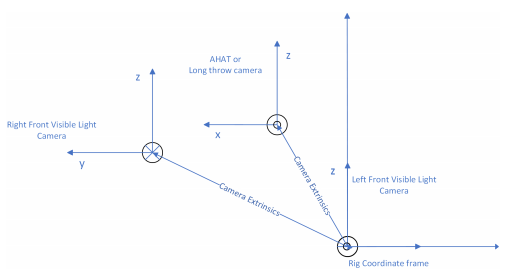 AHAT or
Long throw camera
z
z
Right Front Visible Light
Camera
x
y
Camera Extrinsics
Camera Extrinsics
z
Left Front Visible Light
Camera
Rig Coordinate frame